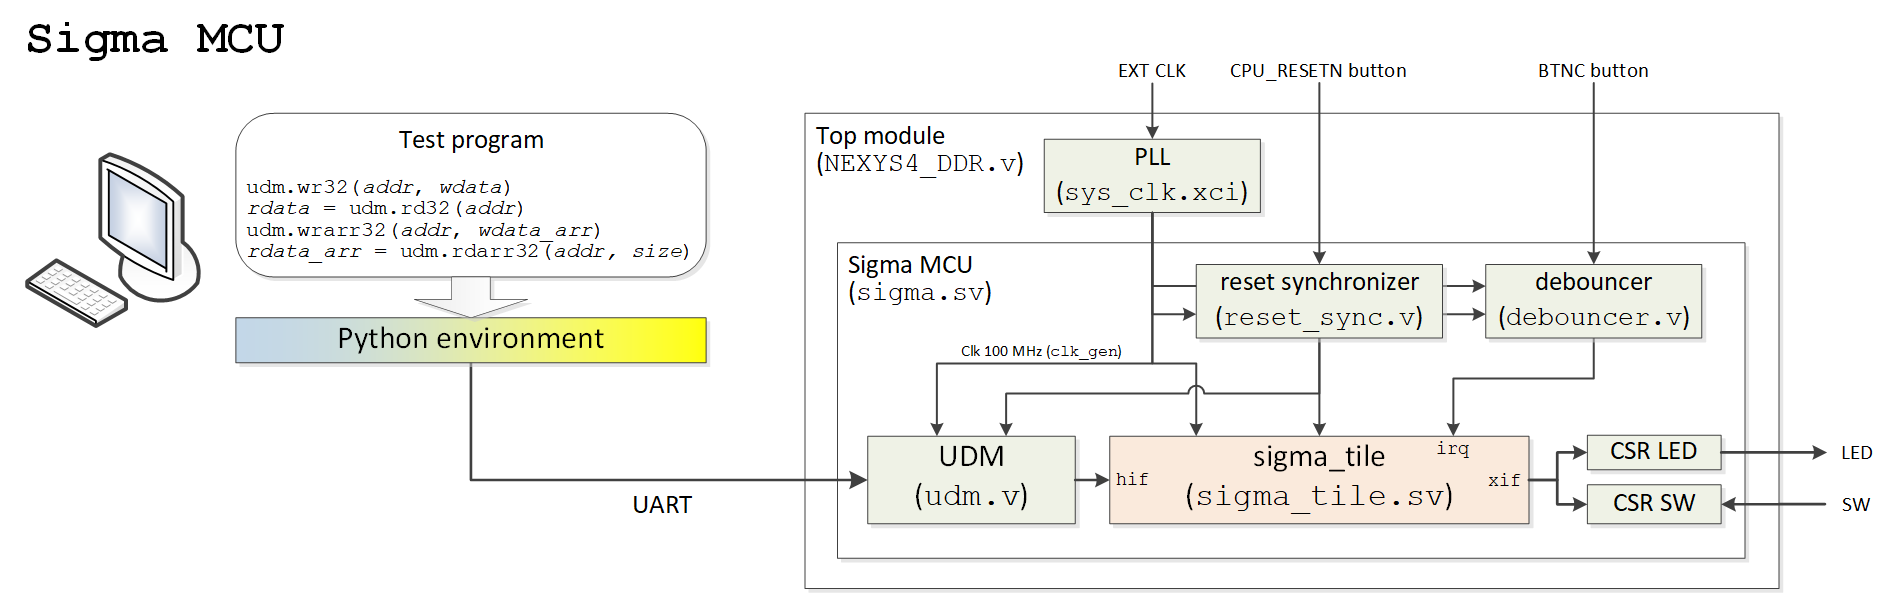 Sigma MCU
EXT CLK
CPU_RESETN button
BTNC button
Test program
udm.wr32(addr, wdata)
rdata = udm.rd32(addr)
udm.wrarr32(addr, wdata_arr)
rdata_arr = udm.rdarr32(addr, size)
Python environment
UART
Top module
(NEXYS4_DDR.v)
PLL
(sys_clk.xci)
Sigma MCU
(sigma.sv)
reset synchronizer
(reset_sync.v)
debouncer
(debouncer.v)
Clk 100 MHz (clk_gen)
UDM
(udm.v)
hif
sigma_tile
(sigma_tile.sv)
irq
xif
CSR LED
CSR SW
LED
SW